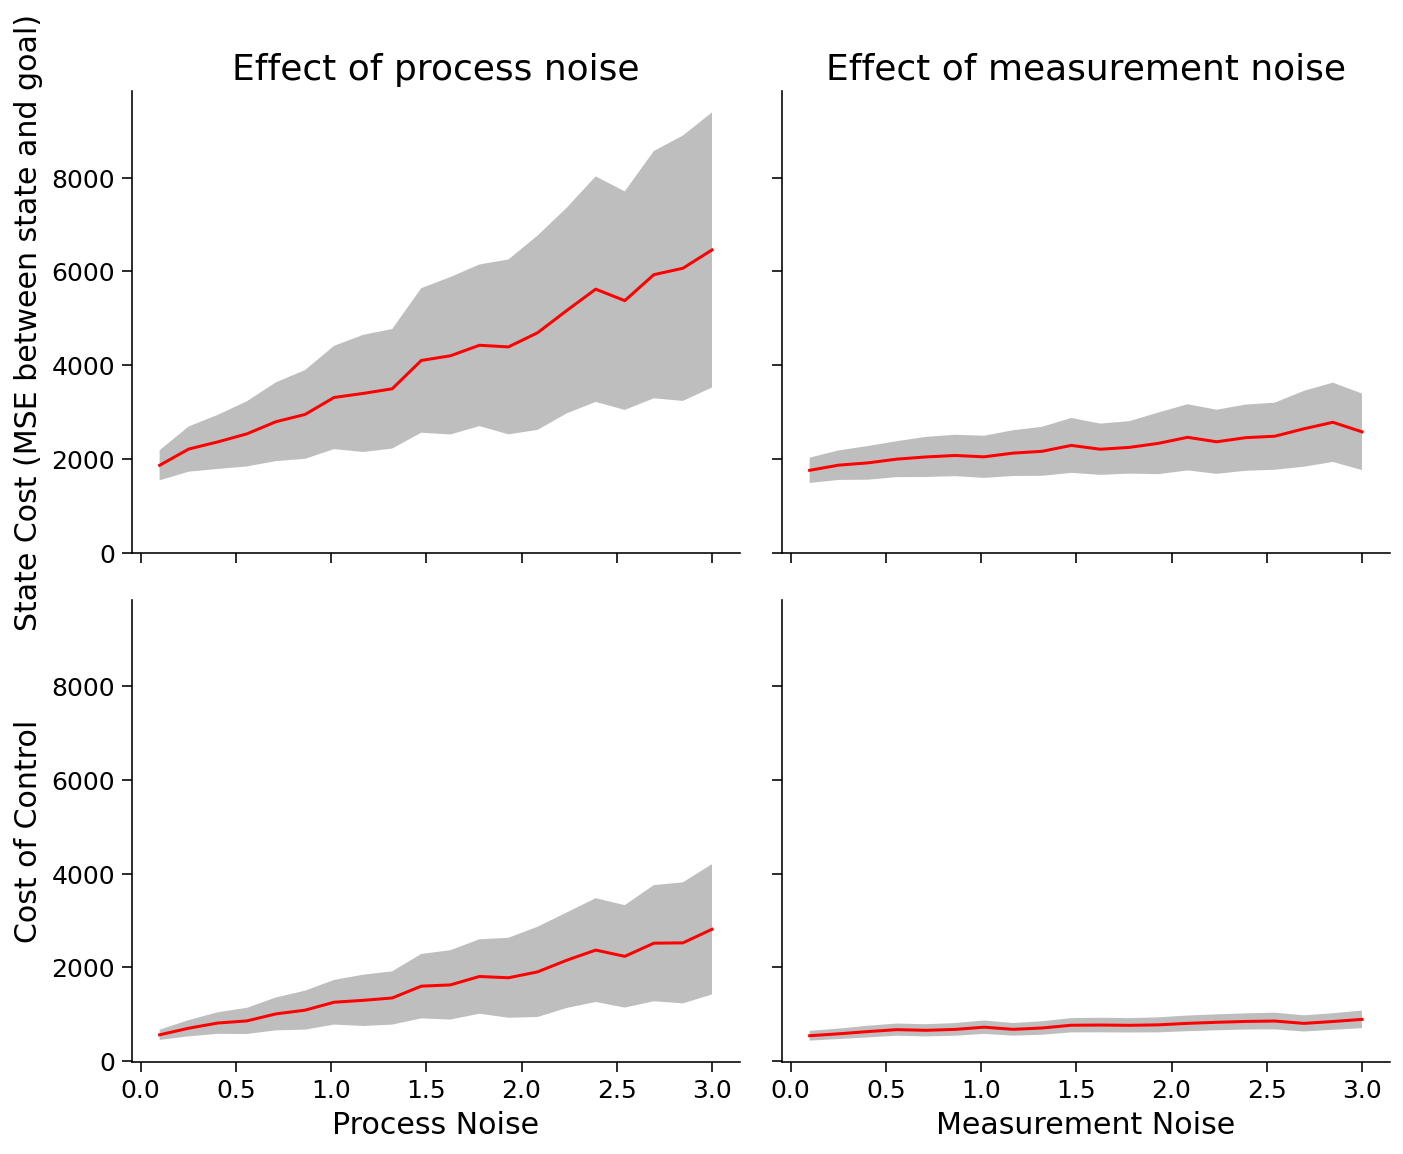 Effect of process noise
Effect of measurement noise
State Cost (MSE between state and goal)
8000
6000
4000
2000
0
Cost of Control
8000
6000
4000
2000
0
0.0 0.5 1.0 1.5 2.0 2.5 3.0
0.0 0.5 1.0 1.5 2.0 2.5 3.0
Process Noise
Measurement Noise